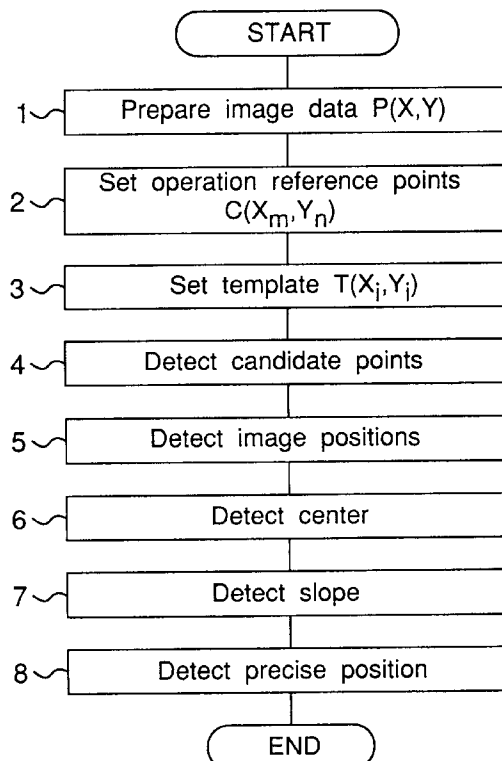 START
1 Prepare image data P(X,Y)
2 Set operation reference points
C(Xm,Yn)
3 Set template T(Xi,Yi)
4 Detect candidate points
5 Detect image positions
6 Detect center
7 Detect slope
8 Detect precise position
END